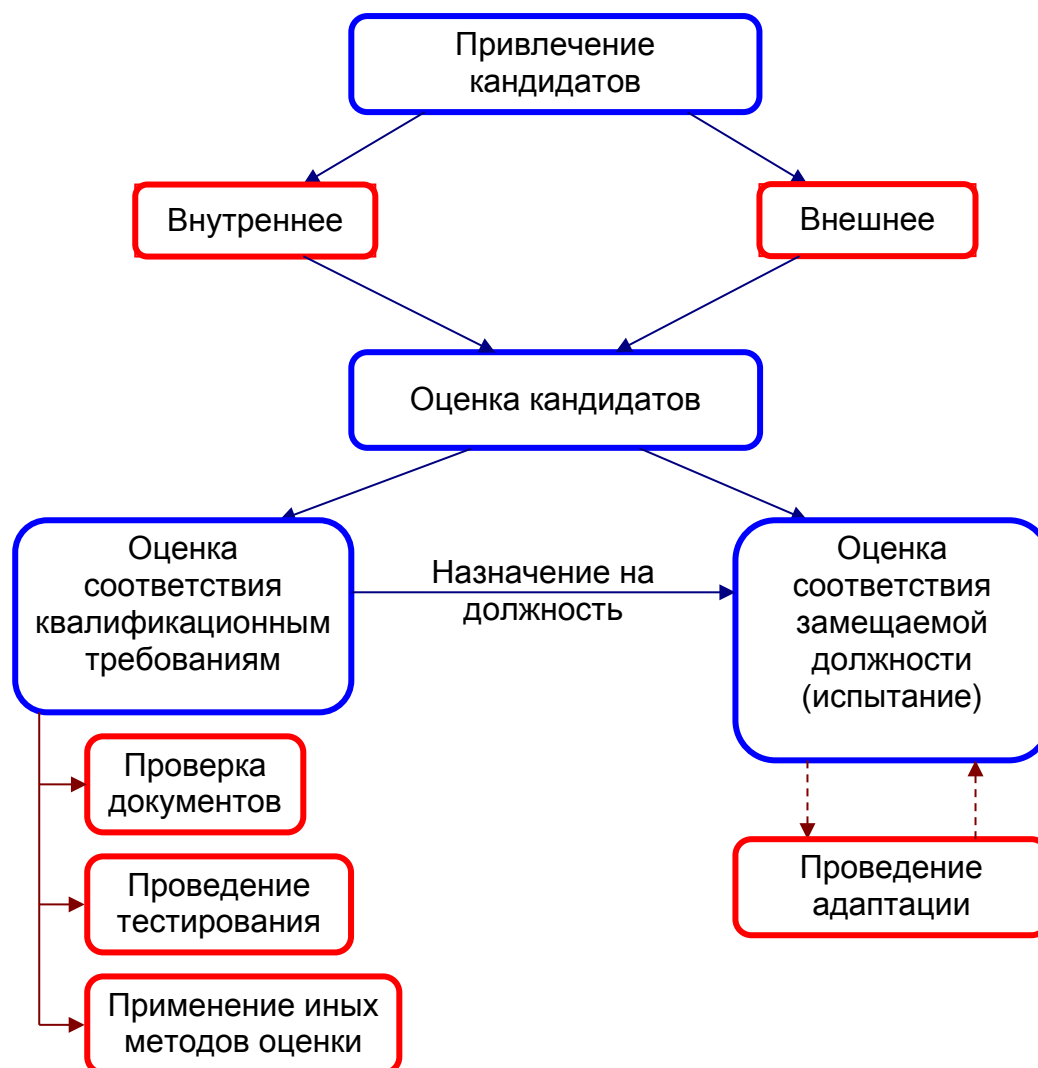 Привлечение
кандидатов
Внутреннее
Внешнее
Оценка кандидатов
Оценка
соответствия
квалификационным
требованиям
Назначение на
должность
Оценка
соответствия
замещаемой
должности
(испытание)
Проверка
документов
Проведение
тестирования
Применение иных
методов оценки
Проведение
адаптации